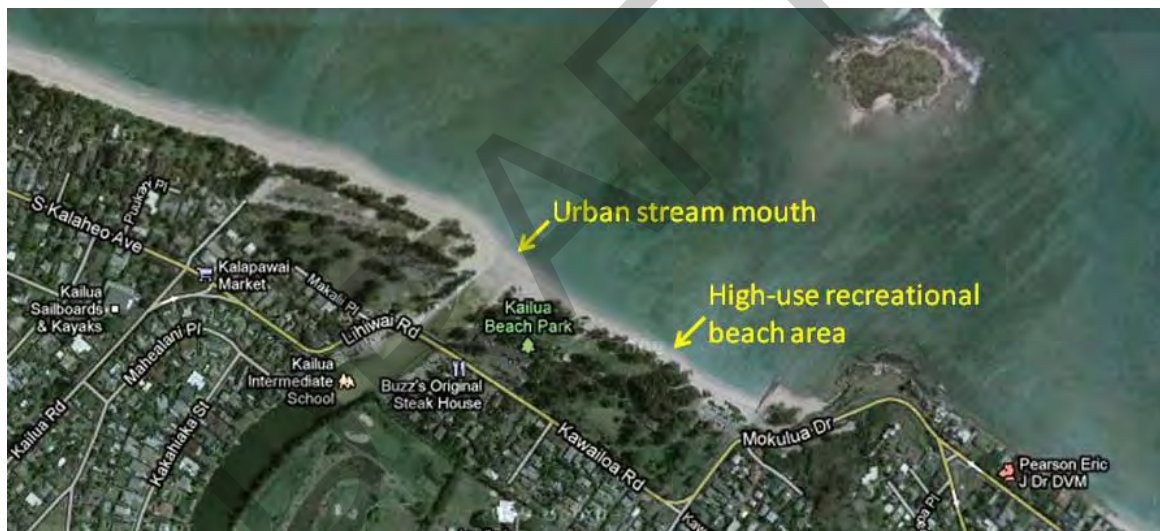 Urban stream mouth
High-use recreational
beach area
S Kalaheo Ave
Kalapawai
Market
Kailua
Sailboards
& Kayaks
Mahealani Pl
Makalii Pl
Lihiwai Rd
Kailua
Beach Park
Kailua
Intermediate
School
Buzz's Original
Steak House
Kailua Rd
Kakahiaka St
Kawailoa Rd
Mokulua Dr
Pearson Eric
J Dr DVM